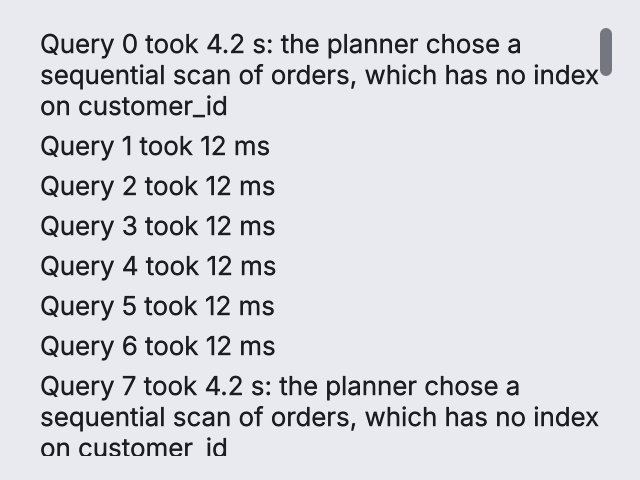 Query 0 took 4.2 s: the planner chose a
sequential scan of orders, which has no index
on customer_id
Query 1 took 12 ms
Query 2 took 12 ms
Query 3 took 12 ms
Query 4 took 12 ms
Query 5 took 12 ms
Query 6 took 12 ms
Query 7 took 4.2 s: the planner chose a
sequential scan of orders, which has no index
on customer_id